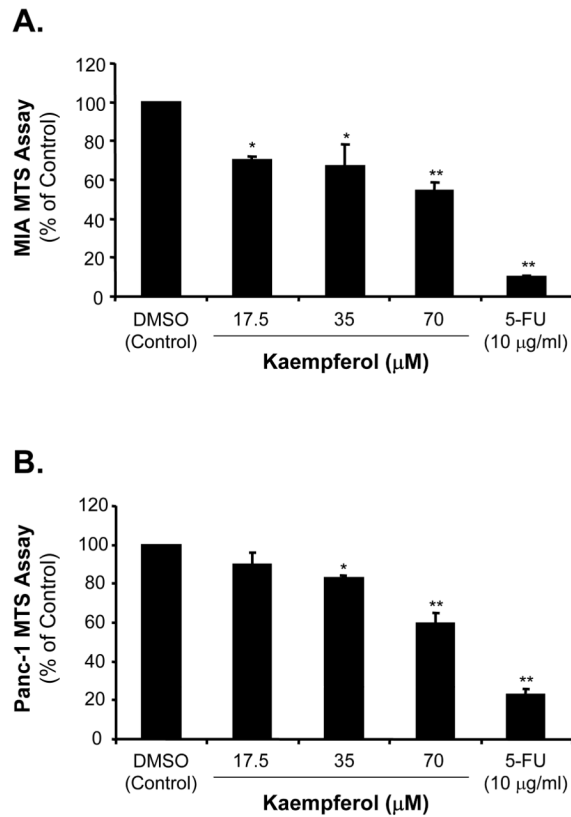 A.
MIA MTS Assay
(% of Control)
120
100
80
60
40
20
0
*
*
**
**
DMSO
(Control)
17.5
35
70
5-FU
(10 μg/ml)
Kaempferol (μM)
B.
Panc-1 MTS Assay
(% of Control)
120
100
80
60
40
20
0
*
**
**
DMSO
(Control)
17.5
35
70
5-FU
(10 μg/ml)
Kaempferol (μM)